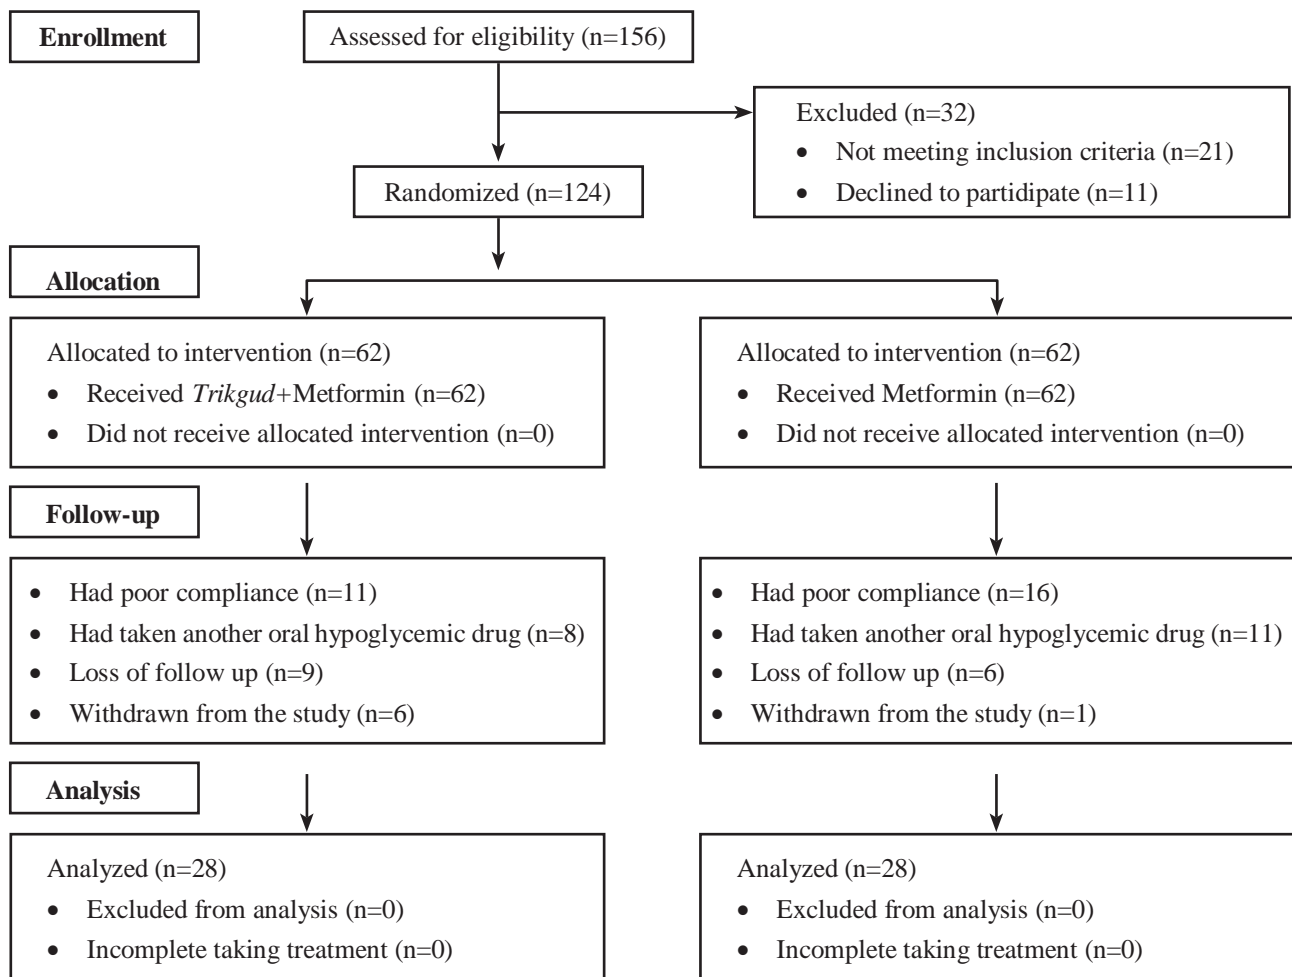 Enrollment
Assessed for eligibility (n=156)
Excluded (n=32)
• Not meeting inclusion criteria (n=21)
• Declined to partidipate (n=11)
Randomized (n=124)
Allocation
Allocated to intervention (n=62)
• Received Trikgud+Metformin (n=62)
• Did not receive allocated intervention (n=0)
Allocated to intervention (n=62)
• Received Metformin (n=62)
• Did not receive allocated intervention (n=0)
Follow-up
• Had poor compliance (n=11)
• Had taken another oral hypoglycemic drug (n=8)
• Loss of follow up (n=9)
• Withdrawn from the study (n=6)
• Had poor compliance (n=16)
• Had taken another oral hypoglycemic drug (n=11)
• Loss of follow up (n=6)
• Withdrawn from the study (n=1)
Analysis
Analyzed (n=28)
• Excluded from analysis (n=0)
• Incomplete taking treatment (n=0)
Analyzed (n=28)
• Excluded from analysis (n=0)
• Incomplete taking treatment (n=0)